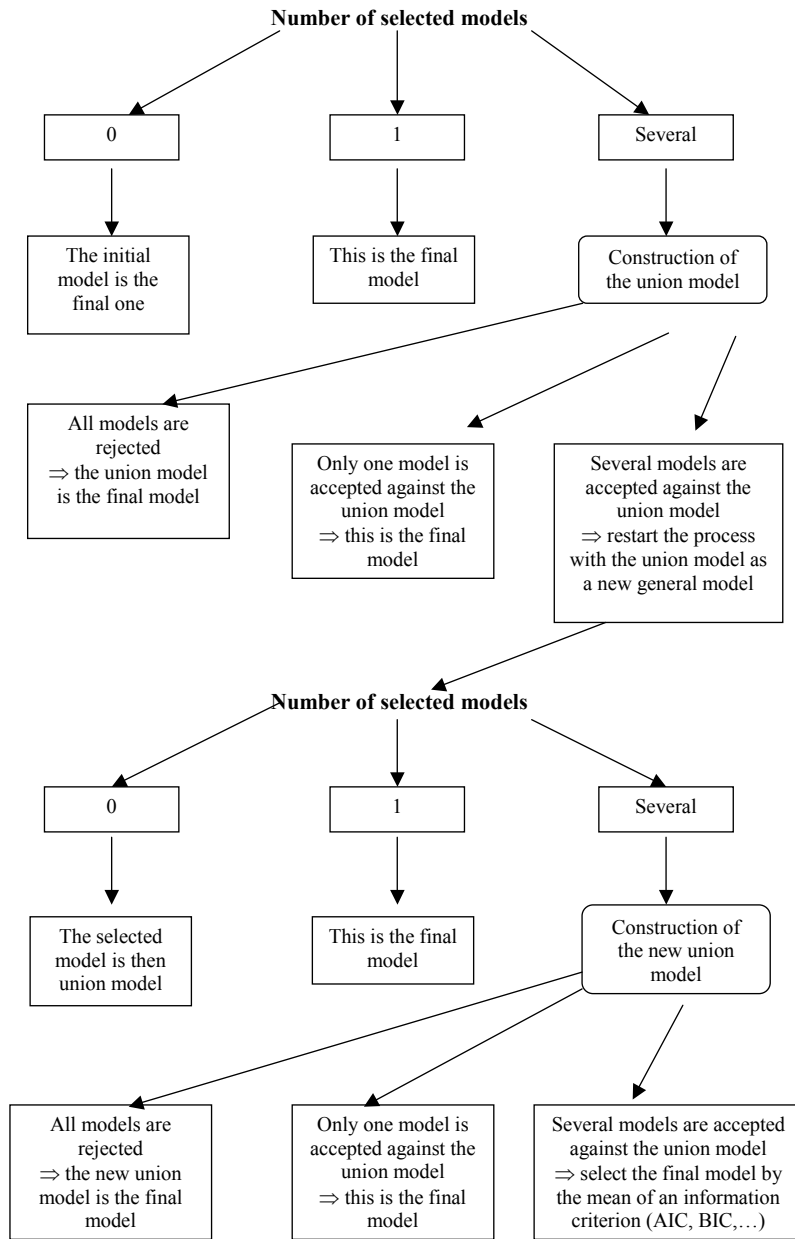 Number of selected models
0
1
Several
The initial
model is the
final one
This is the final
model
Construction of
the union model
All models are
rejected
⇒ the union model
is the final model
Only one model is
accepted against the
union model
⇒ this is the final
model
Several models are
accepted against the
union model
⇒ restart the process
with the union model as
a new general model
Number of selected models
0
1
Several
The selected
model is then
union model
This is the final
model
Construction of
the new union
model
All models are
rejected
⇒ the new union
model is the final
model
Only one model is
accepted against the
union model
⇒ this is the final
model
Several models are accepted
against the union model
⇒ select the final model by
the mean of an information
criterion (AIC, BIC,…)